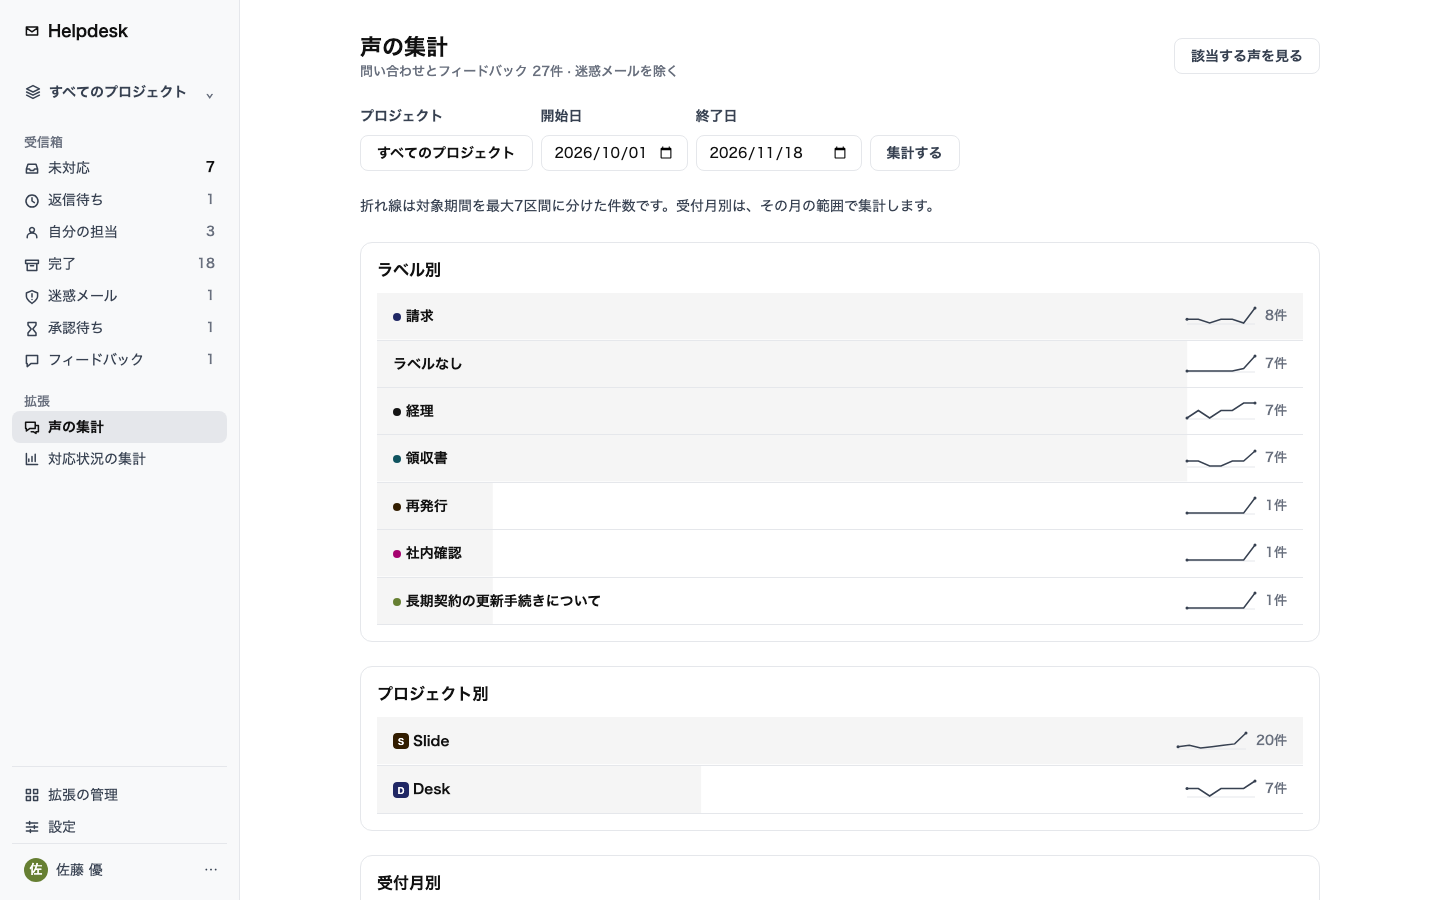 Helpdesk
すべてのプロジェクト
受信箱
未対応 7
返信待ち 1
自分の担当 3
完了 18
迷惑メール 1
承認待ち 1
フィードバック 1
拡張
声の集計
対応状況の集計
拡張の管理
設定
佐 佐藤 優 …
声の集計
問い合わせとフィードバック 27件 · 迷惑メールを除く
該当する声を見る
プロジェクト 開始日 終了日
すべてのプロジェクト 2026/10/01 2026/11/18 集計する
折れ線は対象期間を最大7区間に分けた件数です。受付月別は、その月の範囲で集計します。
ラベル別
請求 8件
ラベルなし 7件
経理 7件
領収書 7件
再発行 1件
社内確認 1件
長期契約の更新手続きについて 1件
プロジェクト別
S Slide 20件
D Desk 7件
受付月別